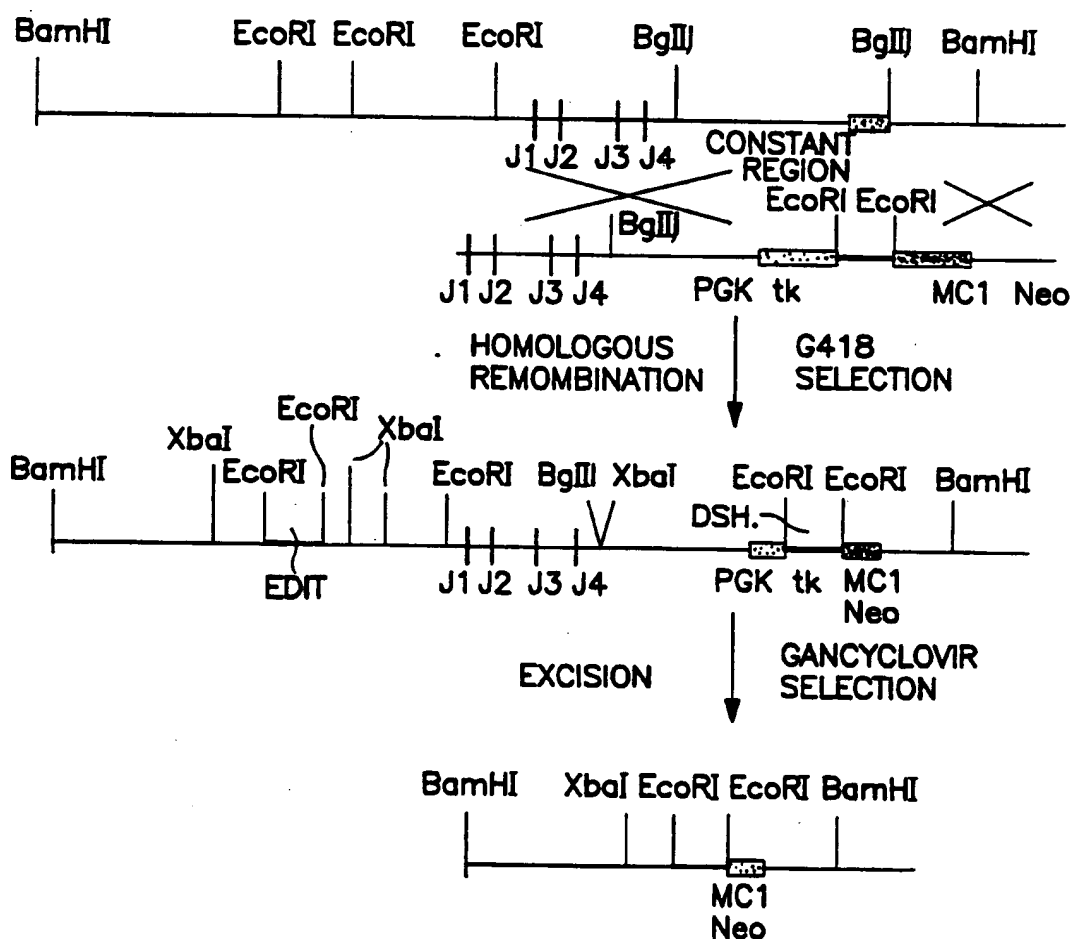 BamHI EcoRI EcoRI EcoRI BglII BglII BamHI
J1 J2 J3 J4 CONSTANT
REGION
EcoRI EcoRI
BglII
J1 J2 J3 J4 PGK tk MC1 Neo
HOMOLOGOUS
REMOMBINATION
G418
SELECTION
EcoRI
XbaI XbaI
BamHI EcoRI EcoRI BglII XbaI EcoRI EcoRI BamHI
DSH.
EDIT
J1 J2 J3 J4 PGK tk MC1
Neo
EXCISION
GANCYCLOVIR
SELECTION
BamHI XbaI EcoRI EcoRI BamHI
MC1
Neo